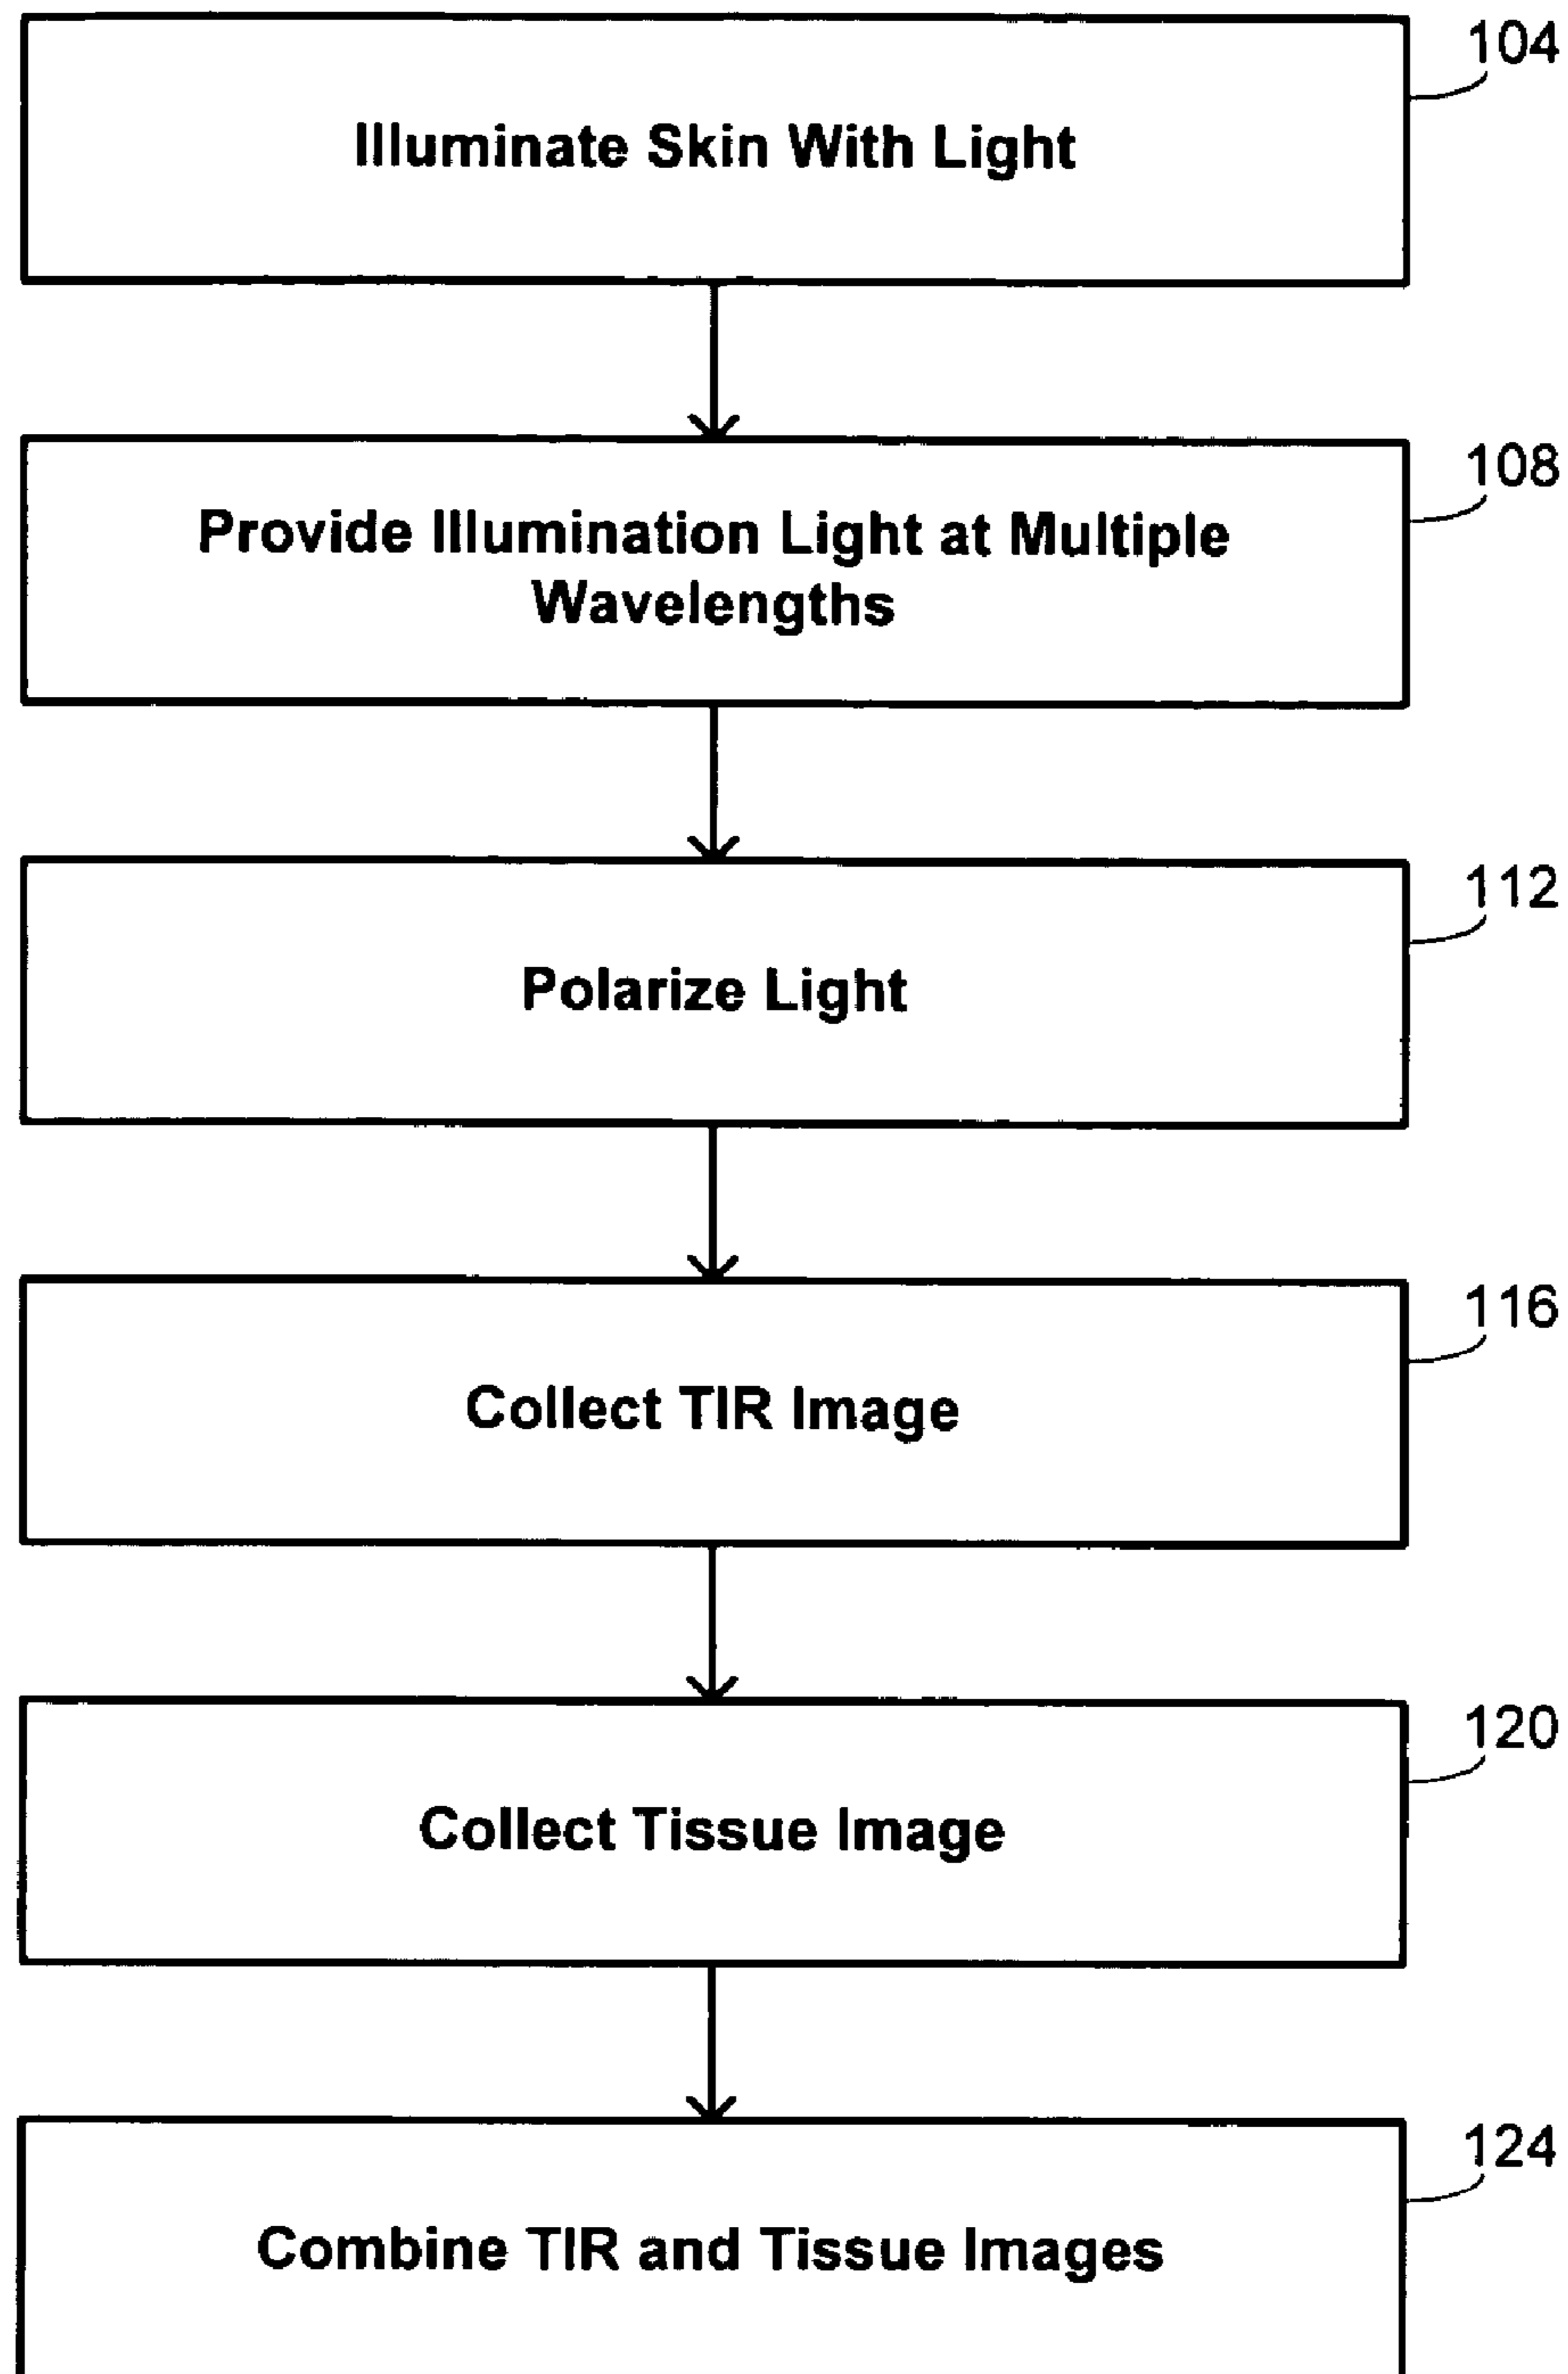 104
Illuminate Skin With Light
108
Provide Illumination Light at Multiple
Wavelengths
112
Polarize Light
116
Collect TIR Image
120
Collect Tissue Image
124
Combine TIR and Tissue Images